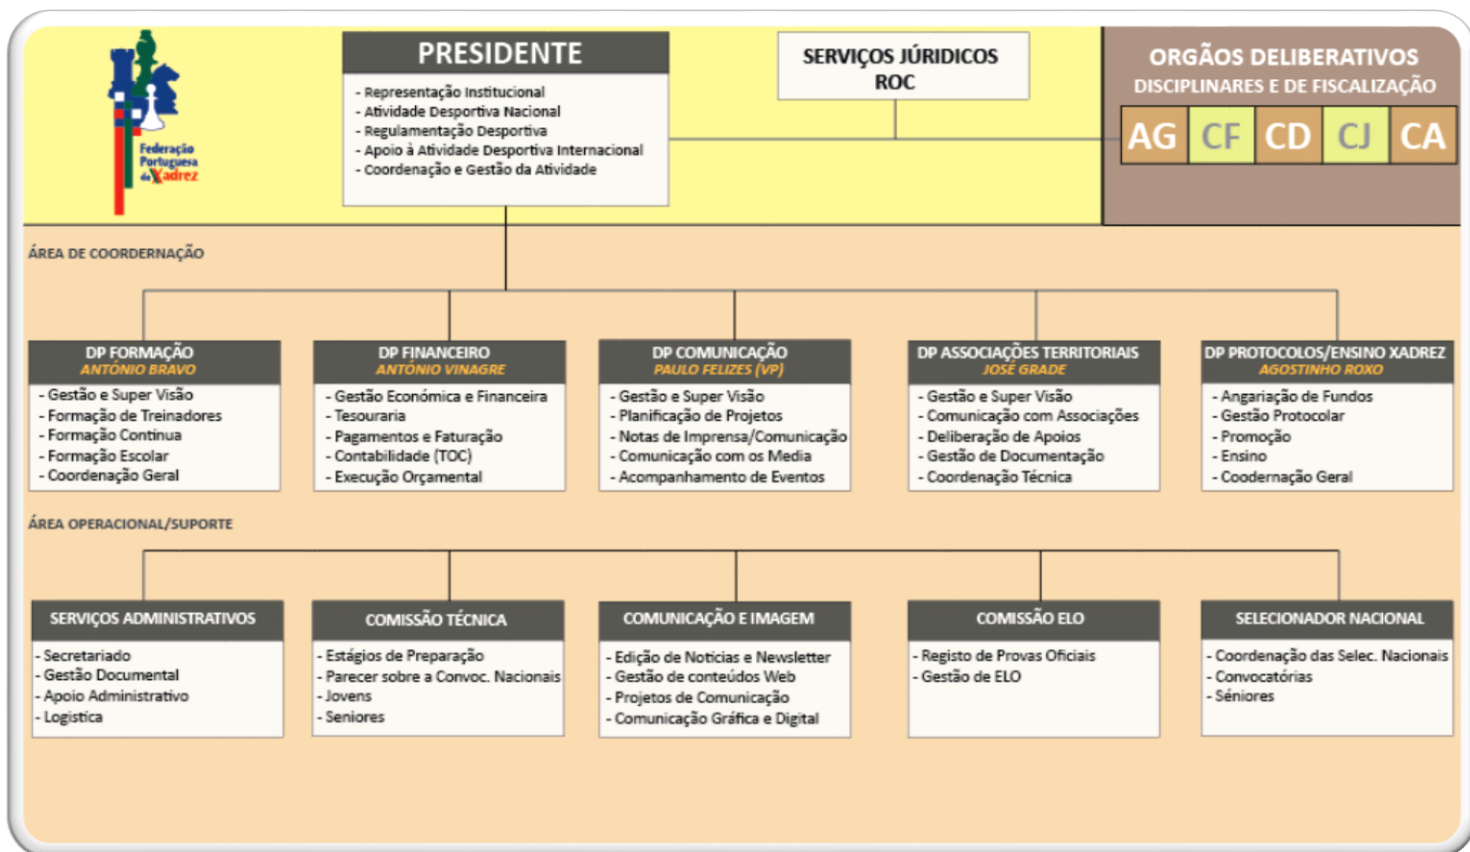 Federação
Portuguesa
de Xadrez
PRESIDENTE
- Representação Institucional
- Atividade Desportiva Nacional
- Regulamentação Desportiva
- Apoio à Atividade Desportiva Internacional
- Coordenação e Gestão da Atividade
SERVIÇOS JÚRIDICOS
ROC
ORGÃOS DELIBERATIVOS
DISCIPLINARES E DE FISCALIZAÇÃO
AG CF CD CJ CA
ÁREA DE COORDERNAÇÃO
DP FORMAÇÃO
ANTÓNIO BRAVO
- Gestão e Super Visão
- Formação de Treinadores
- Formação Contínua
- Formação Escolar
- Coordenação Geral
DP FINANCEIRO
ANTÓNIO VINAGRE
- Gestão Económica e Financeira
- Tesouraria
- Pagamentos e Faturação
- Contabilidade (TOC)
- Execução Orçamental
DP COMUNICAÇÃO
PAULO FELIZES (VP)
- Gestão e Super Visão
- Planificação de Projetos
- Notas de Imprensa/Comunicação
- Comunicação com os Media
- Acompanhamento de Eventos
DP ASSOCIAÇÕES TERRITORIAIS
JOSÉ GRADE
- Gestão e Super Visão
- Comunicação com Associações
- Deliberação de Apoios
- Gestão de Documentação
- Coordenação Técnica
DP PROTOCOLOS/ENSINO XADREZ
AGOSTINHO ROXO
- Angariação de Fundos
- Gestão Protocolar
- Promoção
- Ensino
- Coodernação Geral
ÁREA OPERACIONAL/SUPORTE
SERVIÇOS ADMINISTRATIVOS
- Secretariado
- Gestão Documental
- Apoio Administrativo
- Logistica
COMISSÃO TÉCNICA
- Estágios de Preparação
- Parecer sobre a Convoc. Nacionais
- Jovens
- Seniores
COMUNICAÇÃO E IMAGEM
- Edição de Noticias e Newsletter
- Gestão de conteúdos Web
- Projetos de Comunicação
- Comunicação Gráfica e Digital
COMISSÃO ELO
- Registo de Provas Oficiais
- Gestão de ELO
SELECIONADOR NACIONAL
- Coordenação das Selec. Nacionais
- Convocatórias
- Séniores